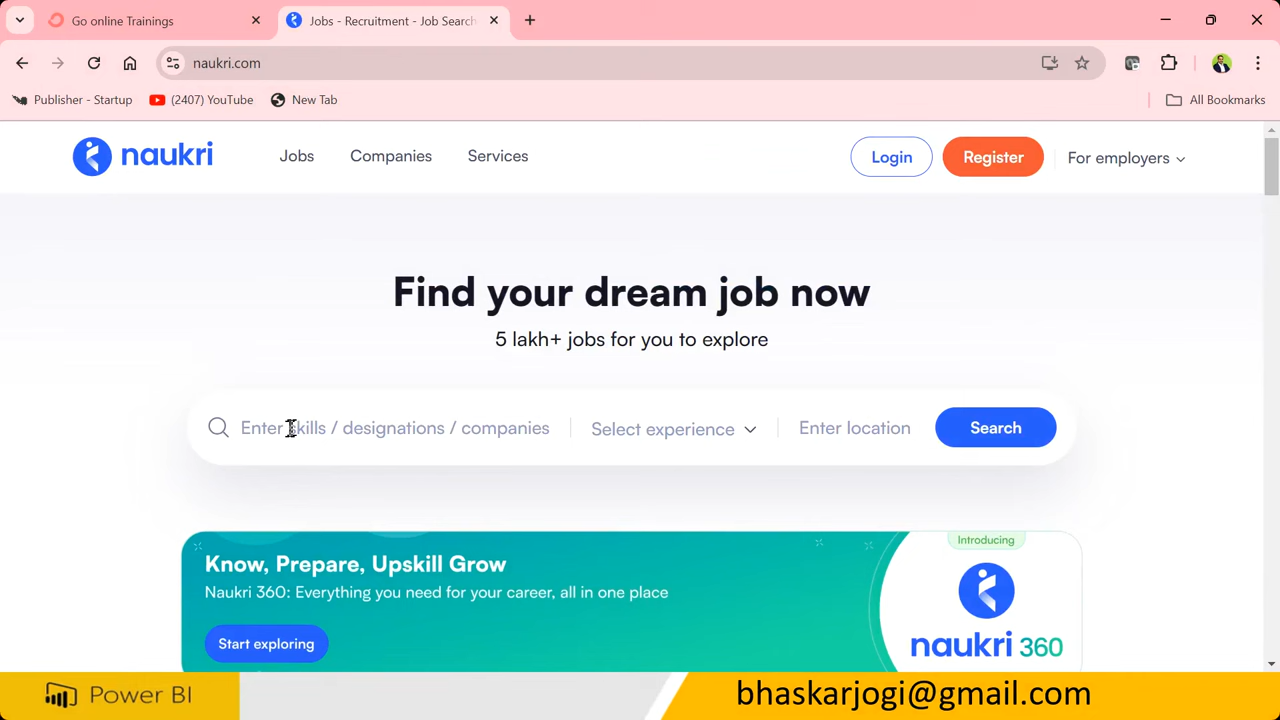 Go online Trainings
Jobs - Recruitment - Job Search
naukri.com
Publisher - Startup
(2407) YouTube
New Tab
All Bookmarks
naukri
Jobs
Companies
Services
Login
Register
For employers
Find your dream job now
5 lakh+ jobs for you to explore
Enter skills / designations / companies
Select experience
Enter location
Search
Know, Prepare, Upskill Grow
Naukri 360: Everything you need for your career, all in one place
Start exploring
Introducing
naukri 360
Power BI
bhaskarjogi@gmail.com